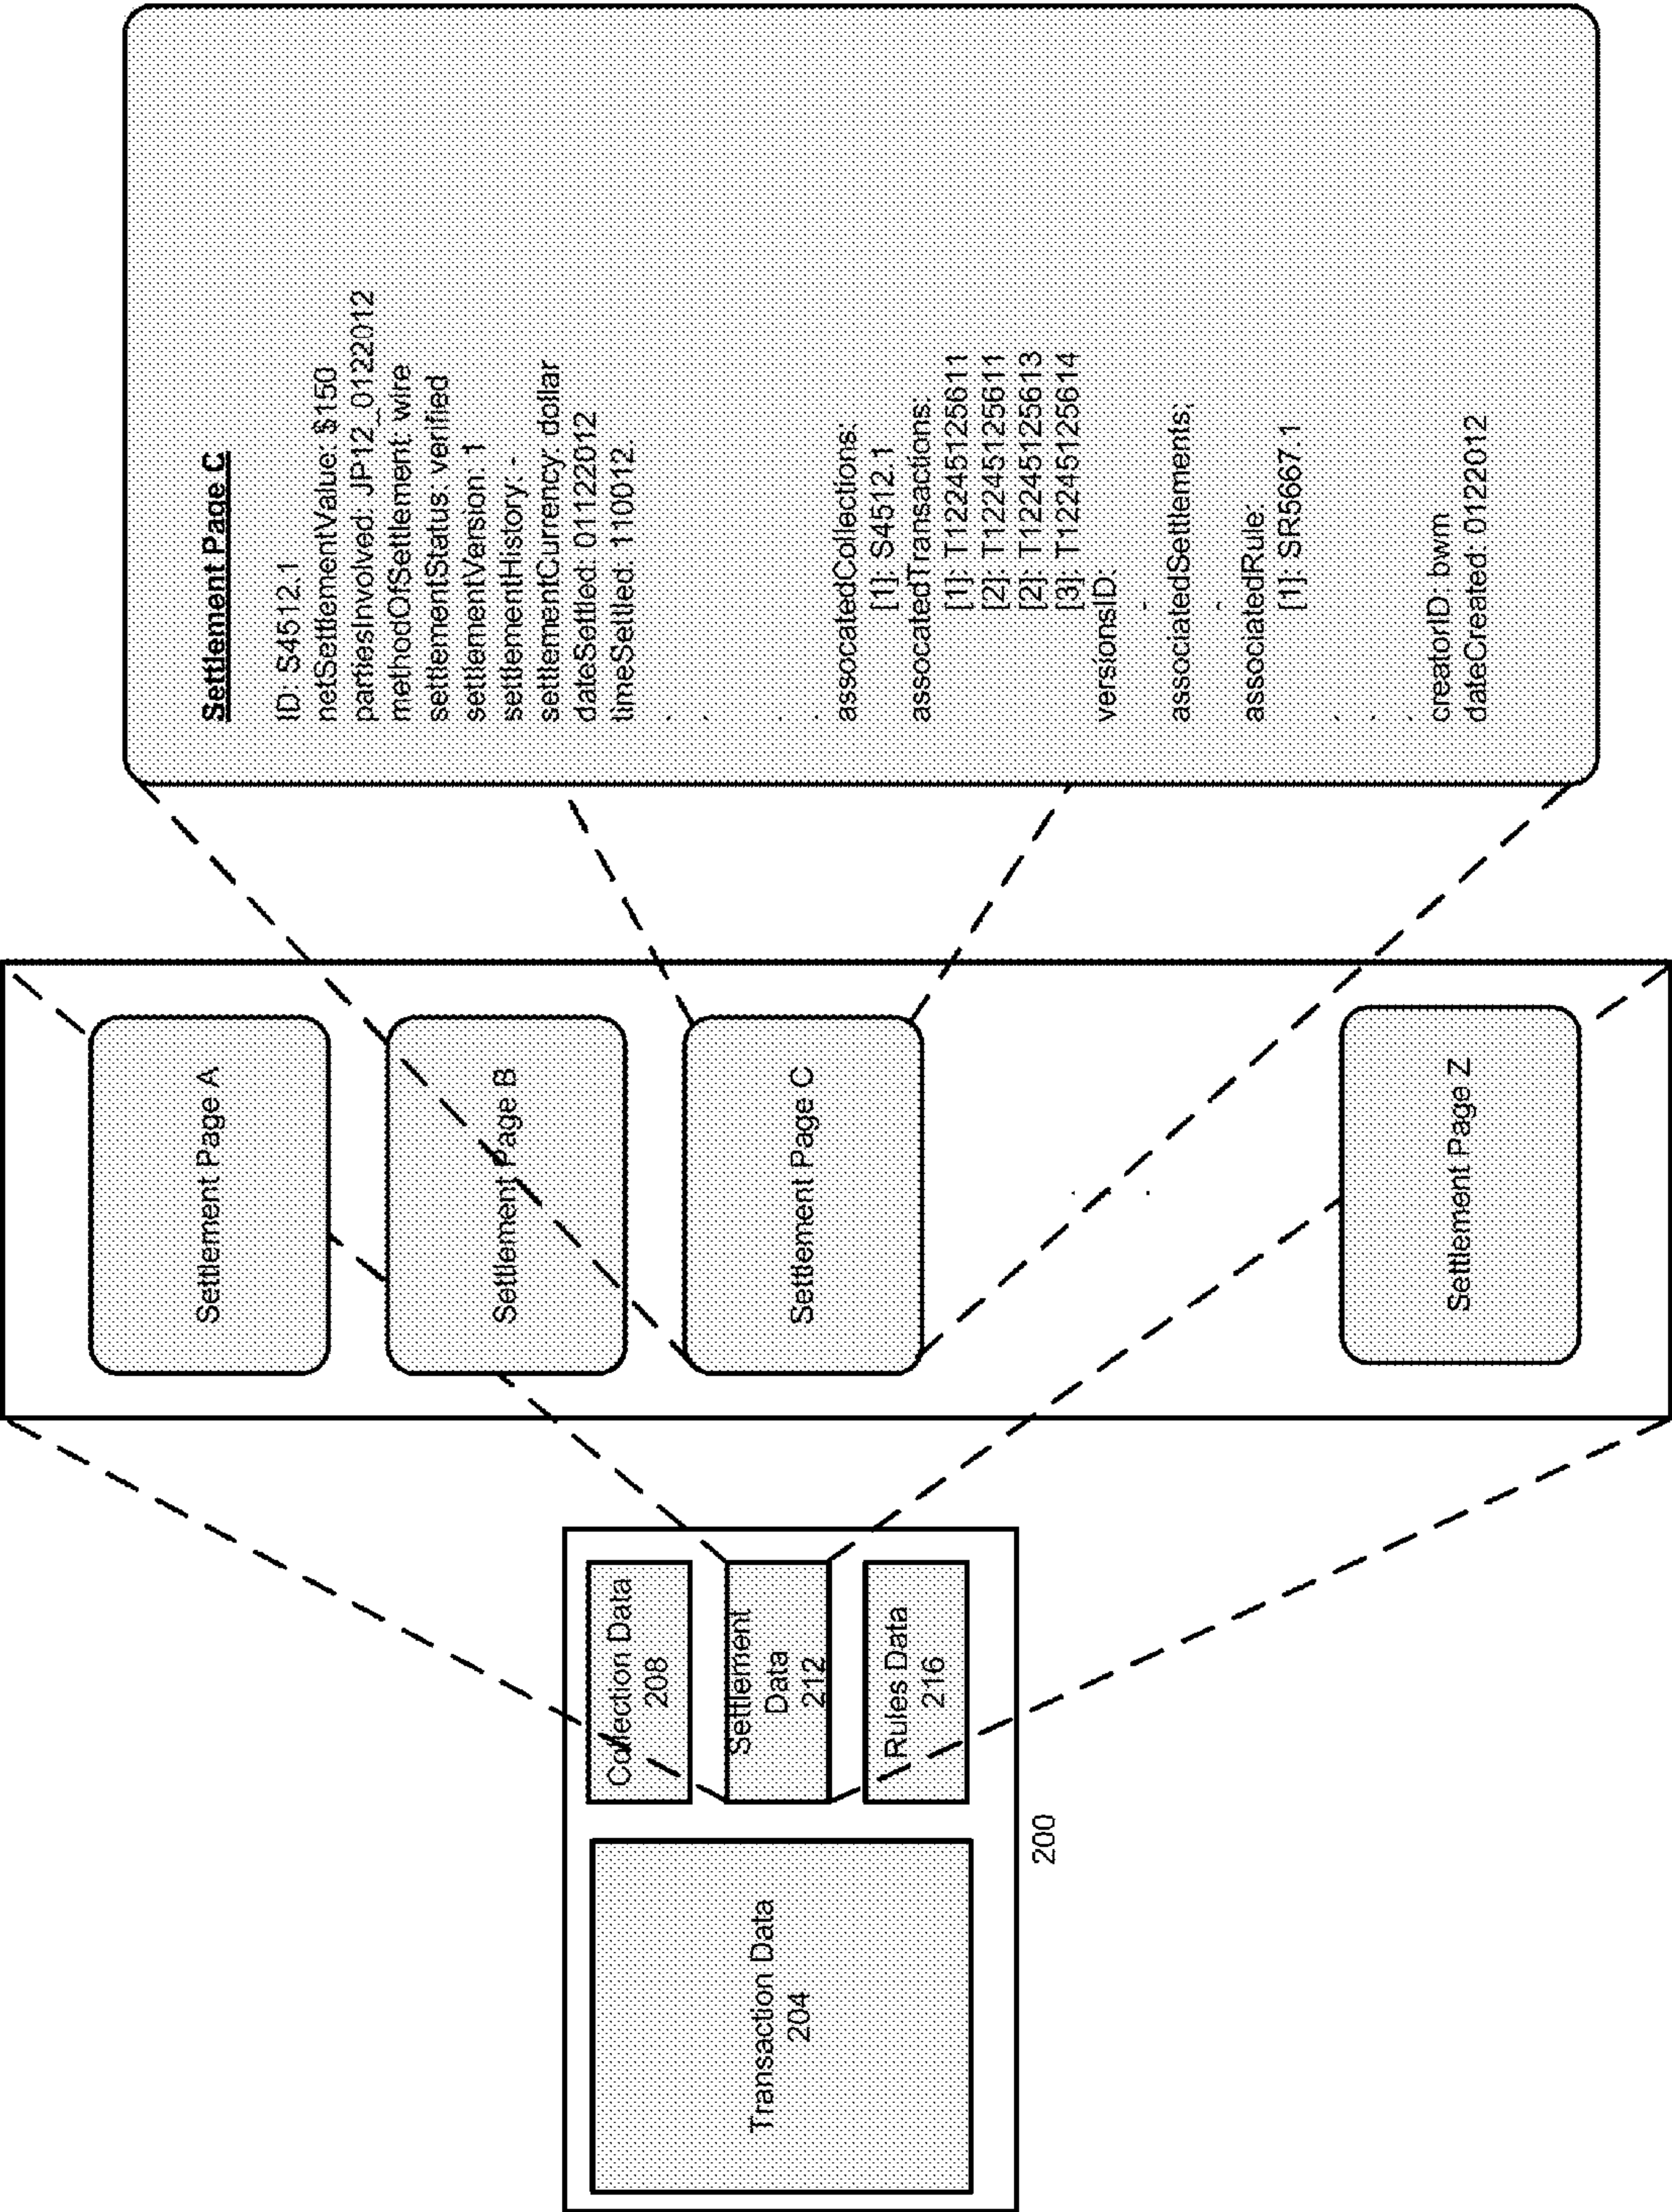 Transaction Data
204
Collection Data
208
Settlement
Data
212
Rules Data
216
200
Settlement Page A
Settlement Page B
Settlement Page C
Settlement Page Z
Settlement Page C
ID: S4512.1
netSettlementValue: $150
partiesInvolved: JP12_0122012
methodOfSettlement: wire
settlementStatus: verified
settlementVersion: 1
settlementHistory: -
settlementCurrency: dollar
dateSettled: 01122012
timeSettled: 110012.
.
.
.
assocatedCollections:
[1]: S4512.1
assocatedTransactions:
[1]: T12245125611
[2]: T12245125611
[2]: T12245125613
[3]: T12245125614
versionsID:
-
associatedSettlements:
-
associatedRule:
[1]: SR5667.1
.
.
.
creatorID: bwm
dateCreated: 0122012